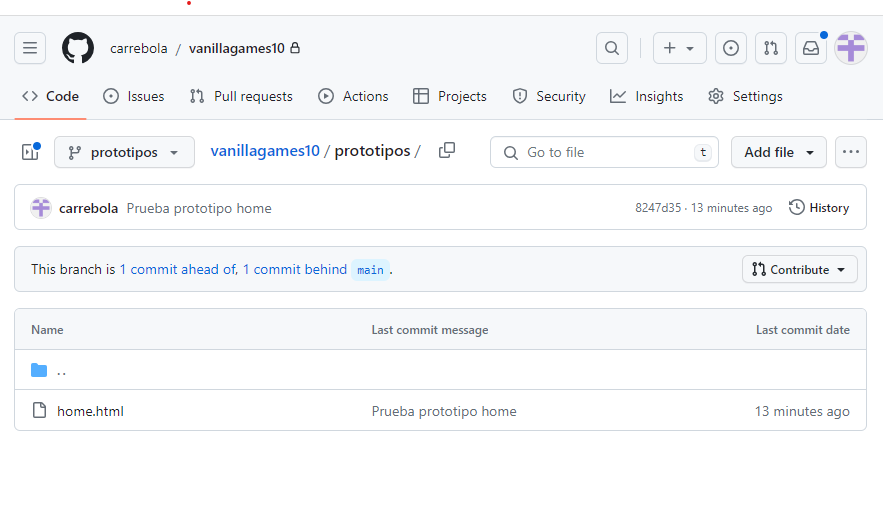 carrebola / vanillagames10
Code Issues Pull requests Actions Projects Security Insights Settings
protipos vanillagames10 / prototipos / Go to file t Add file
carrebola Prueba prototipo home 8247d35 · 13 minutes ago History
This branch is 1 commit ahead of, 1 commit behind main . Contribute
Name Last commit message Last commit date
..
home.html Prueba prototipo home 13 minutes ago